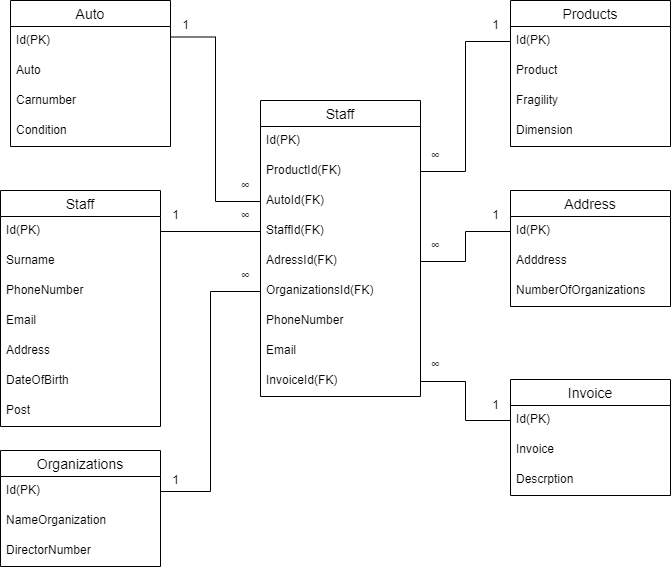 Auto
Id(PK)
Auto
Carnumber
Condition
1
∞
Staff
Id(PK)
Surname
PhoneNumber
Email
Address
DateOfBirth
Post
1
∞
Organizations
Id(PK)
NameOrganization
DirectorNumber
1
∞
Staff
Id(PK)
ProductId(FK)
AutoId(FK)
StaffId(FK)
AdressId(FK)
OrganizationsId(FK)
PhoneNumber
Email
InvoiceId(FK)
Products
Id(PK)
Product
Fragility
Dimension
1
∞
Address
Id(PK)
Adddress
NumberOfOrganizations
1
∞
Invoice
Id(PK)
Invoice
Descrption
1
∞